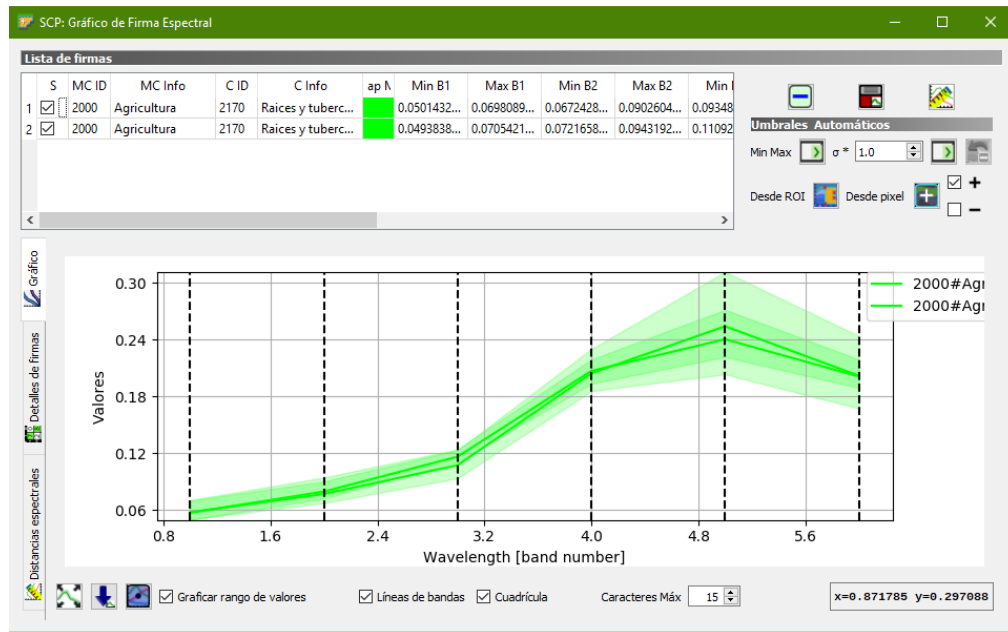 SCP: Gráfico de Firma Espectral
Lista de firmas
S MC ID MC Info C ID C Info ap M Min B1 Max B1 Min B2 Max B2 Min I
1 2000 Agricultura 2170 Raices y tuberc... 0.0501432... 0.0698089... 0.0672428... 0.0902604... 0.09348
2 2000 Agricultura 2170 Raices y tuberc... 0.0493838... 0.0705421... 0.0721658... 0.0943192... 0.11092
Umbrales Automáticos
Min Max σ * 1.0
Desde ROI Desde pixel + −
Gráfico
Detalles de firmas
Distancias espectrales
Valores
0.30
0.24
0.18
0.12
0.06
2000#Agr
2000#Agr
0.8 1.6 2.4 3.2 4.0 4.8 5.6
Wavelength [band number]
Graficar rango de valores Líneas de bandas Cuadrícula Caracteres Máx 15 x=0.871785 y=0.297088